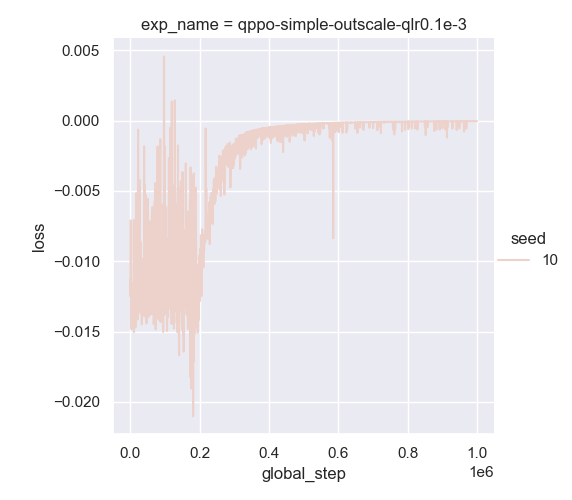 exp_name = qppo-simple-outscale-qlr0.1e-3
0.005
0.000
−0.005
−0.010
−0.015
−0.020
loss
0.0
0.2
0.4
0.6
0.8
1.0
1e6
global_step
seed
10